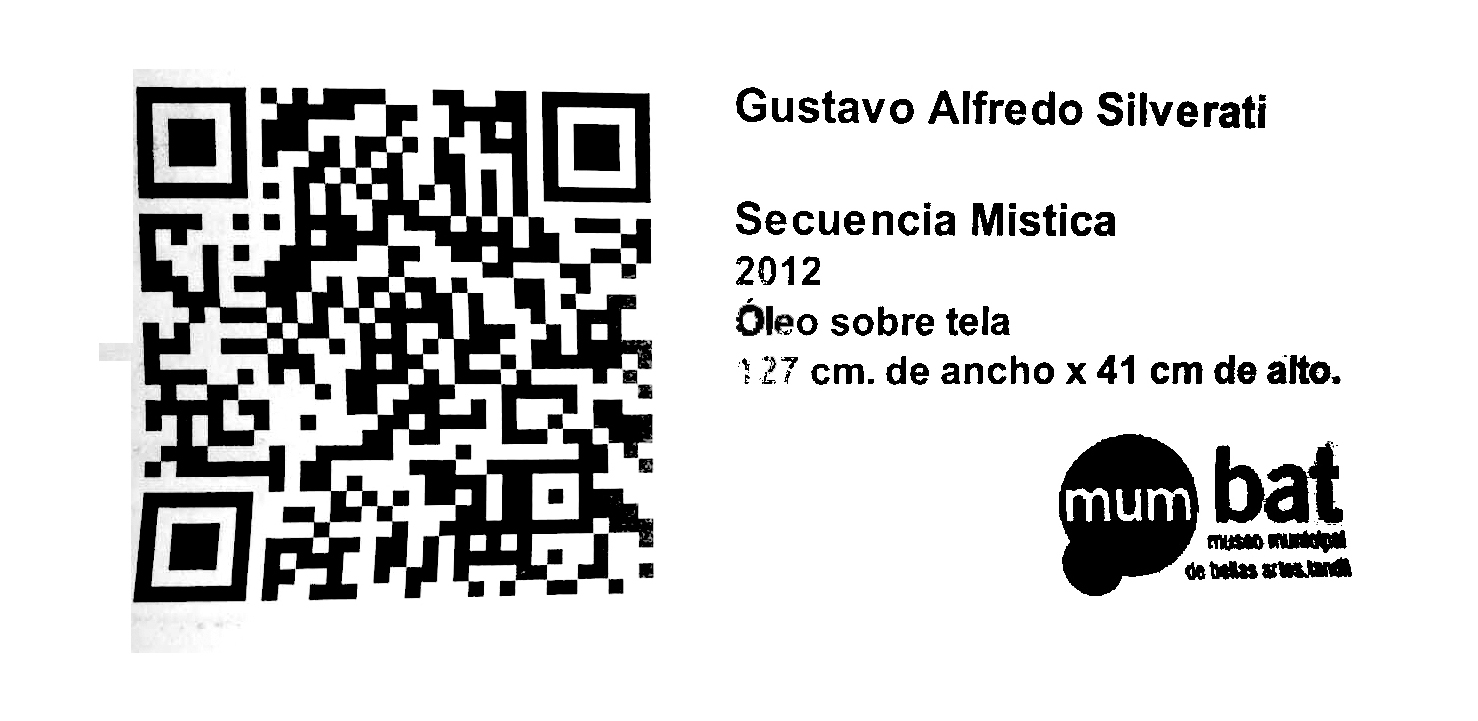 Gustavo Alfredo Silverati
Secuencia Mistica
2012
Óleo sobre tela
127 cm. de ancho x 41 cm de alto.
mum bat
museo municipal
de bellas artes.tandil